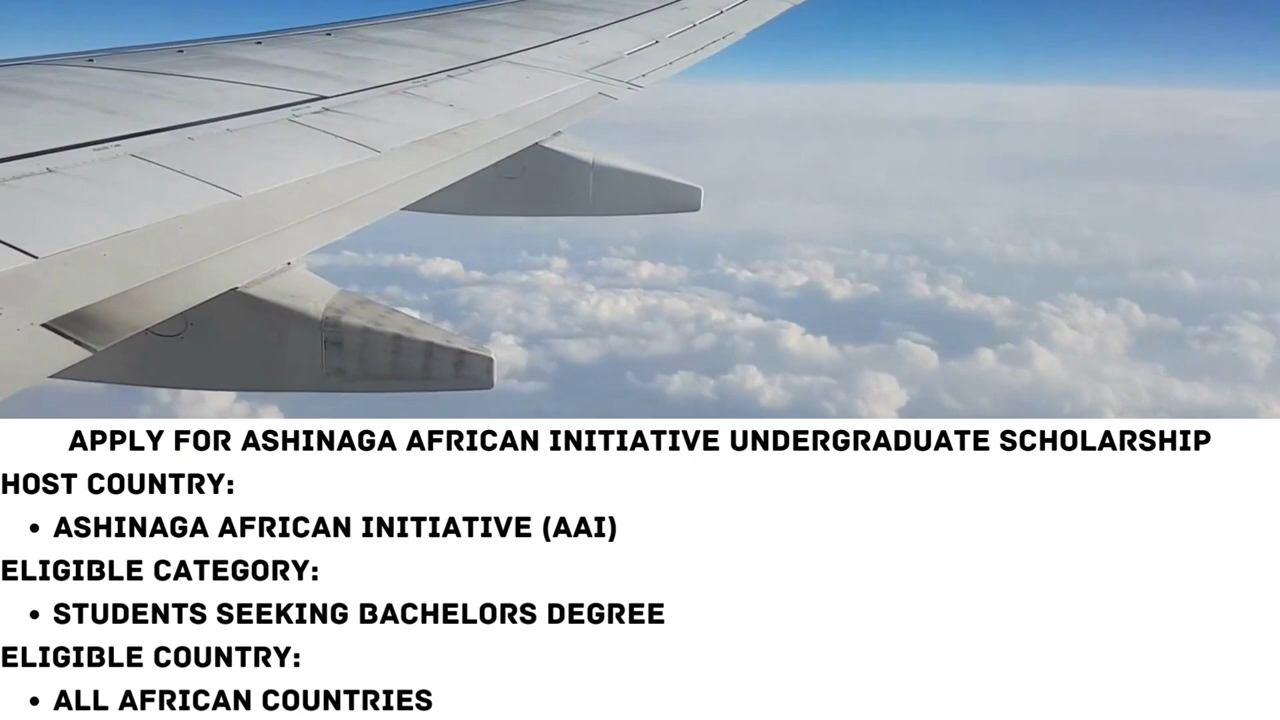 APPLY FOR ASHINAGA AFRICAN INITIATIVE UNDERGRADUATE SCHOLARSHIP
HOST COUNTRY:
• ASHINAGA AFRICAN INITIATIVE (AAI)
ELIGIBLE CATEGORY:
• STUDENTS SEEKING BACHELORS DEGREE
ELIGIBLE COUNTRY:
• ALL AFRICAN COUNTRIES